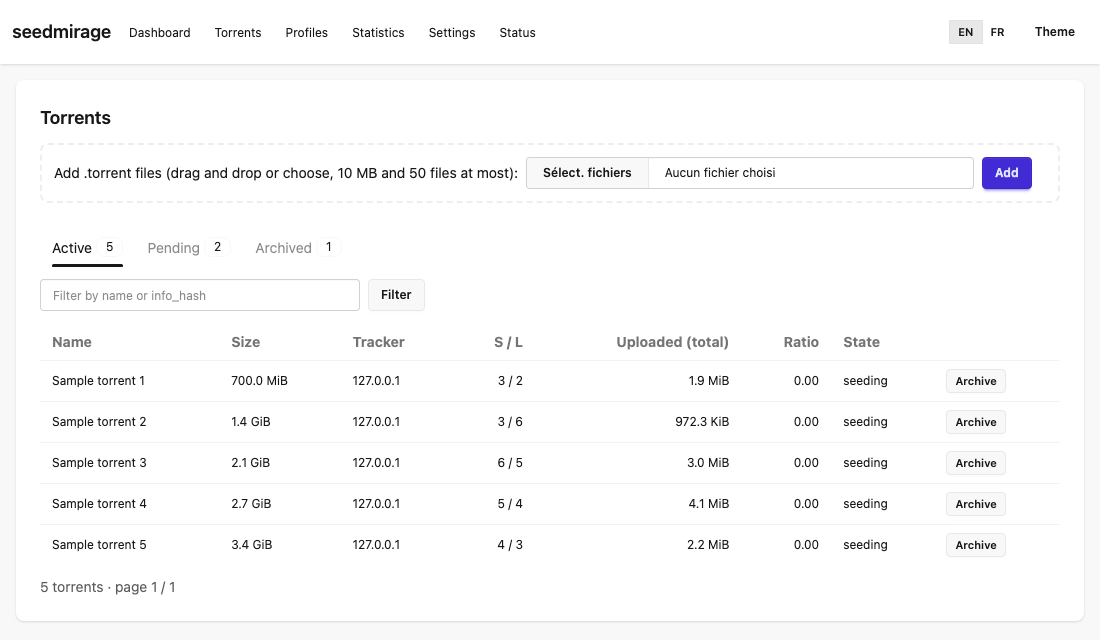 seedmirage Dashboard Torrents Profiles Statistics Settings Status EN FR Theme
Torrents
Add .torrent files (drag and drop or choose, 10 MB and 50 files at most): Sélect. fichiers Aucun fichier choisi Add
Active 5 Pending 2 Archived 1
Filter by name or info_hash Filter
Name Size Tracker S / L Uploaded (total) Ratio State
Sample torrent 1 700.0 MiB 127.0.0.1 3 / 2 1.9 MiB 0.00 seeding Archive
Sample torrent 2 1.4 GiB 127.0.0.1 3 / 6 972.3 KiB 0.00 seeding Archive
Sample torrent 3 2.1 GiB 127.0.0.1 6 / 5 3.0 MiB 0.00 seeding Archive
Sample torrent 4 2.7 GiB 127.0.0.1 5 / 4 4.1 MiB 0.00 seeding Archive
Sample torrent 5 3.4 GiB 127.0.0.1 4 / 3 2.2 MiB 0.00 seeding Archive
5 torrents · page 1 / 1